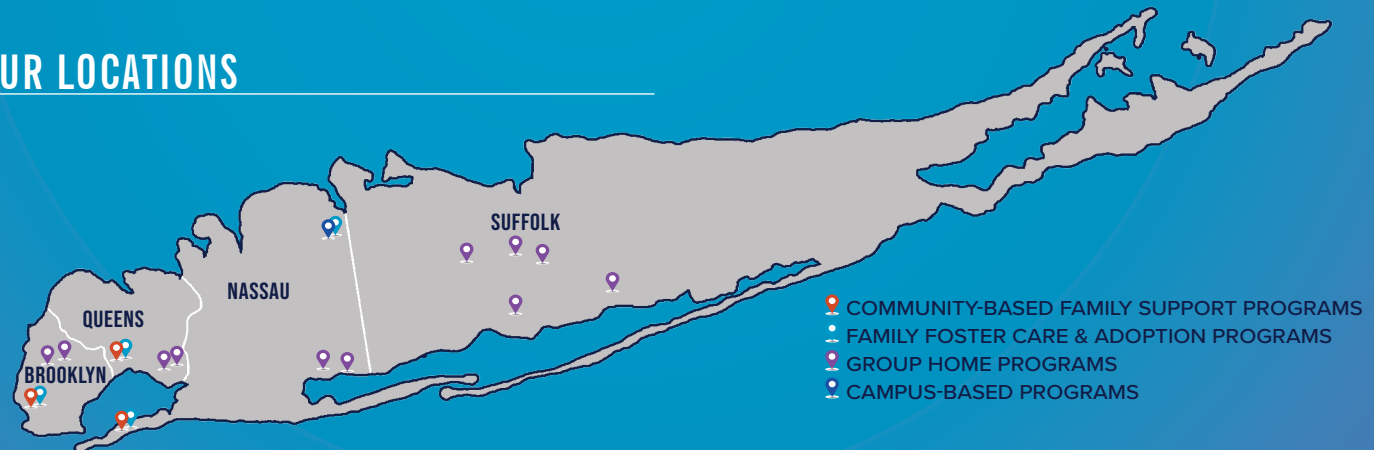 UR LOCATIONS
SUFFOLK
NASSAU
QUEENS
BROOKLYN
COMMUNITY-BASED FAMILY SUPPORT PROGRAMS
FAMILY FOSTER CARE & ADOPTION PROGRAMS
GROUP HOME PROGRAMS
CAMPUS-BASED PROGRAMS